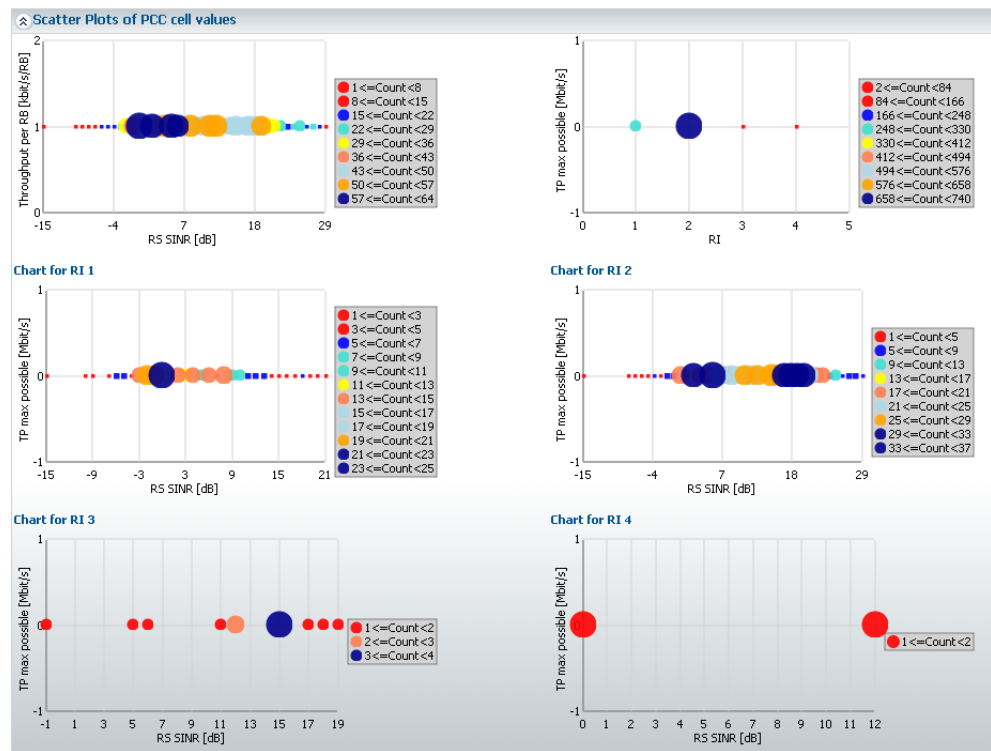 Scatter Plots of PCC cell values
Throughput per RB [kbit/s/RB]
2
1
0
-15 -4 7 18 29
RS SINR [dB]
1<=Count<8
8<=Count<15
15<=Count<22
22<=Count<29
29<=Count<36
36<=Count<43
43<=Count<50
50<=Count<57
57<=Count<64
TP max possible [Mbit/s]
1
0
-1
0 1 2 3 4 5
RI
2<=Count<84
84<=Count<166
166<=Count<248
248<=Count<330
330<=Count<412
412<=Count<494
494<=Count<576
576<=Count<658
658<=Count<740
Chart for RI 1
TP max possible [Mbit/s]
1
0
-1
-15 -9 -3 3 9 15 21
RS SINR [dB]
1<=Count<3
3<=Count<5
5<=Count<7
7<=Count<9
9<=Count<11
11<=Count<13
13<=Count<15
15<=Count<17
17<=Count<19
19<=Count<21
21<=Count<23
23<=Count<25
Chart for RI 2
TP max possible [Mbit/s]
1
0
-1
-15 -4 7 18 29
RS SINR [dB]
1<=Count<5
5<=Count<9
9<=Count<13
13<=Count<17
17<=Count<21
21<=Count<25
25<=Count<29
29<=Count<33
33<=Count<37
Chart for RI 3
TP max possible [Mbit/s]
1
0
-1
-1 1 3 5 7 9 11 13 15 17 19
RS SINR [dB]
1<=Count<2
2<=Count<3
3<=Count<4
Chart for RI 4
TP max possible [Mbit/s]
1
0
-1
0 1 2 3 4 5 6 7 8 9 10 11 12
RS SINR [dB]
1<=Count<2